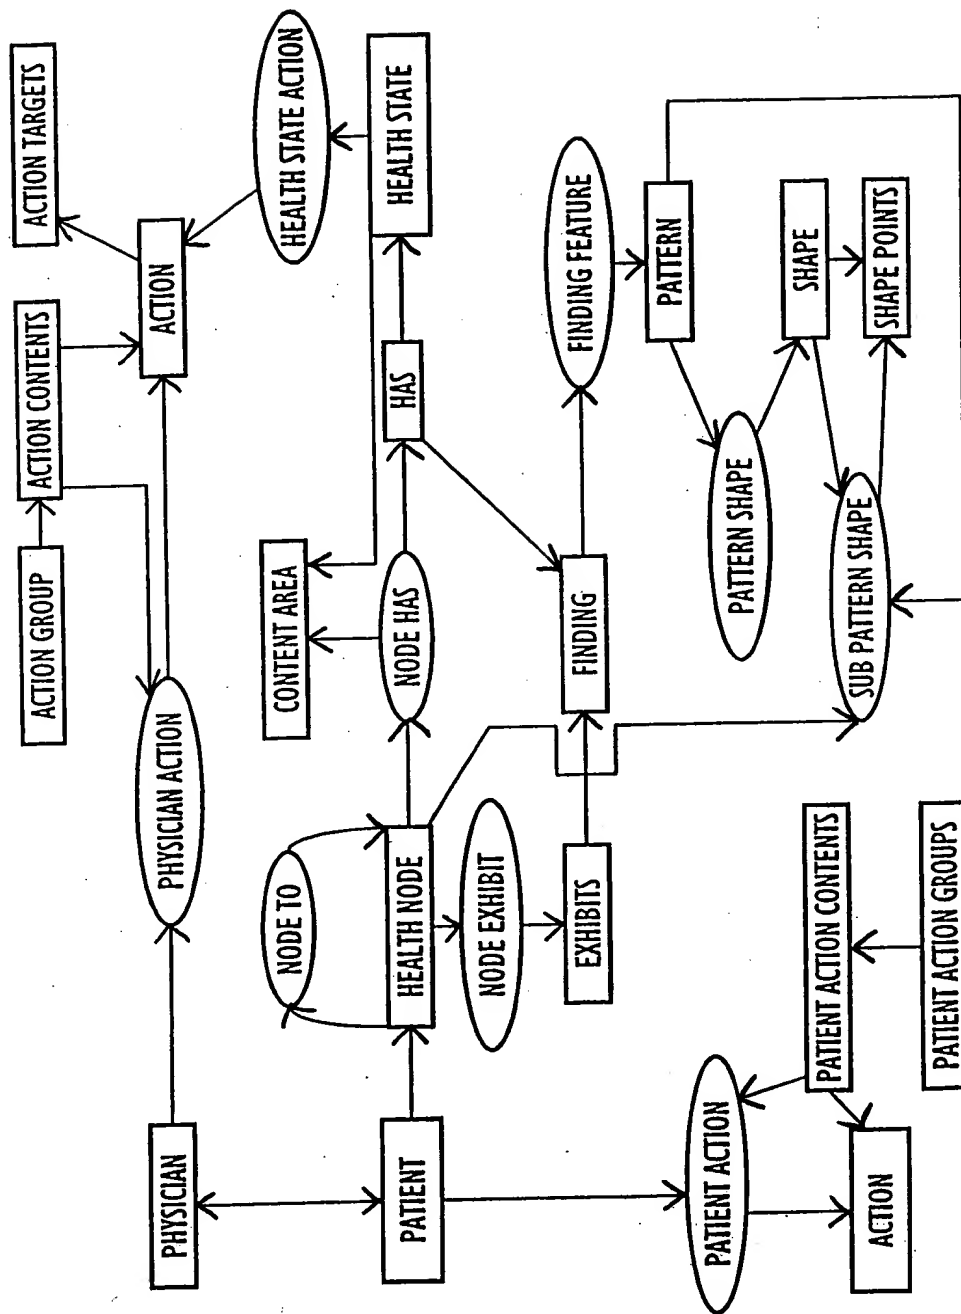 ACTION GROUP
ACTION CONTENTS
ACTION TARGETS
PHYSICIAN
PHYSICIAN ACTION
ACTION
HEALTH STATE ACTION
NODE TO
CONTENT AREA
PATIENT
HEALTH NODE
NODE HAS
HAS
HEALTH STATE
NODE EXHIBIT
EXHIBITS
FINDING
FINDING FEATURE
PATTERN
PATIENT ACTION
PATTERN SHAPE
SHAPE
ACTION
PATIENT ACTION CONTENTS
SUB PATTERN SHAPE
SHAPE POINTS
PATIENT ACTION GROUPS